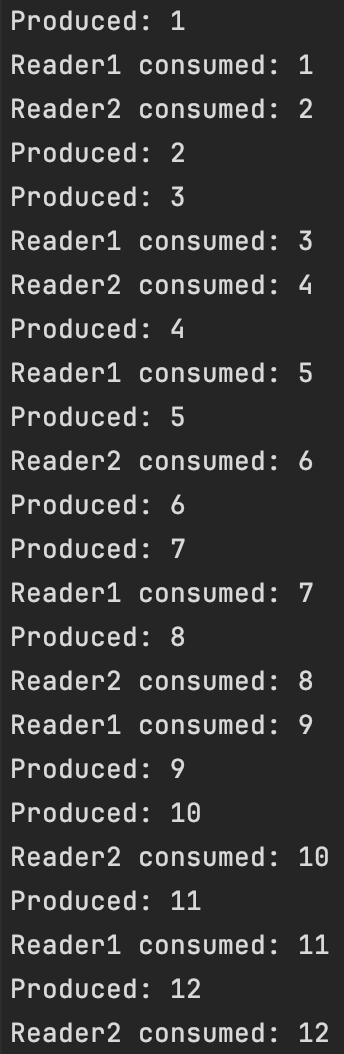 Produced: 1
Reader1 consumed: 1
Reader2 consumed: 2
Produced: 2
Produced: 3
Reader1 consumed: 3
Reader2 consumed: 4
Produced: 4
Reader1 consumed: 5
Produced: 5
Reader2 consumed: 6
Produced: 6
Produced: 7
Reader1 consumed: 7
Produced: 8
Reader2 consumed: 8
Reader1 consumed: 9
Produced: 9
Produced: 10
Reader2 consumed: 10
Produced: 11
Reader1 consumed: 11
Produced: 12
Reader2 consumed: 12